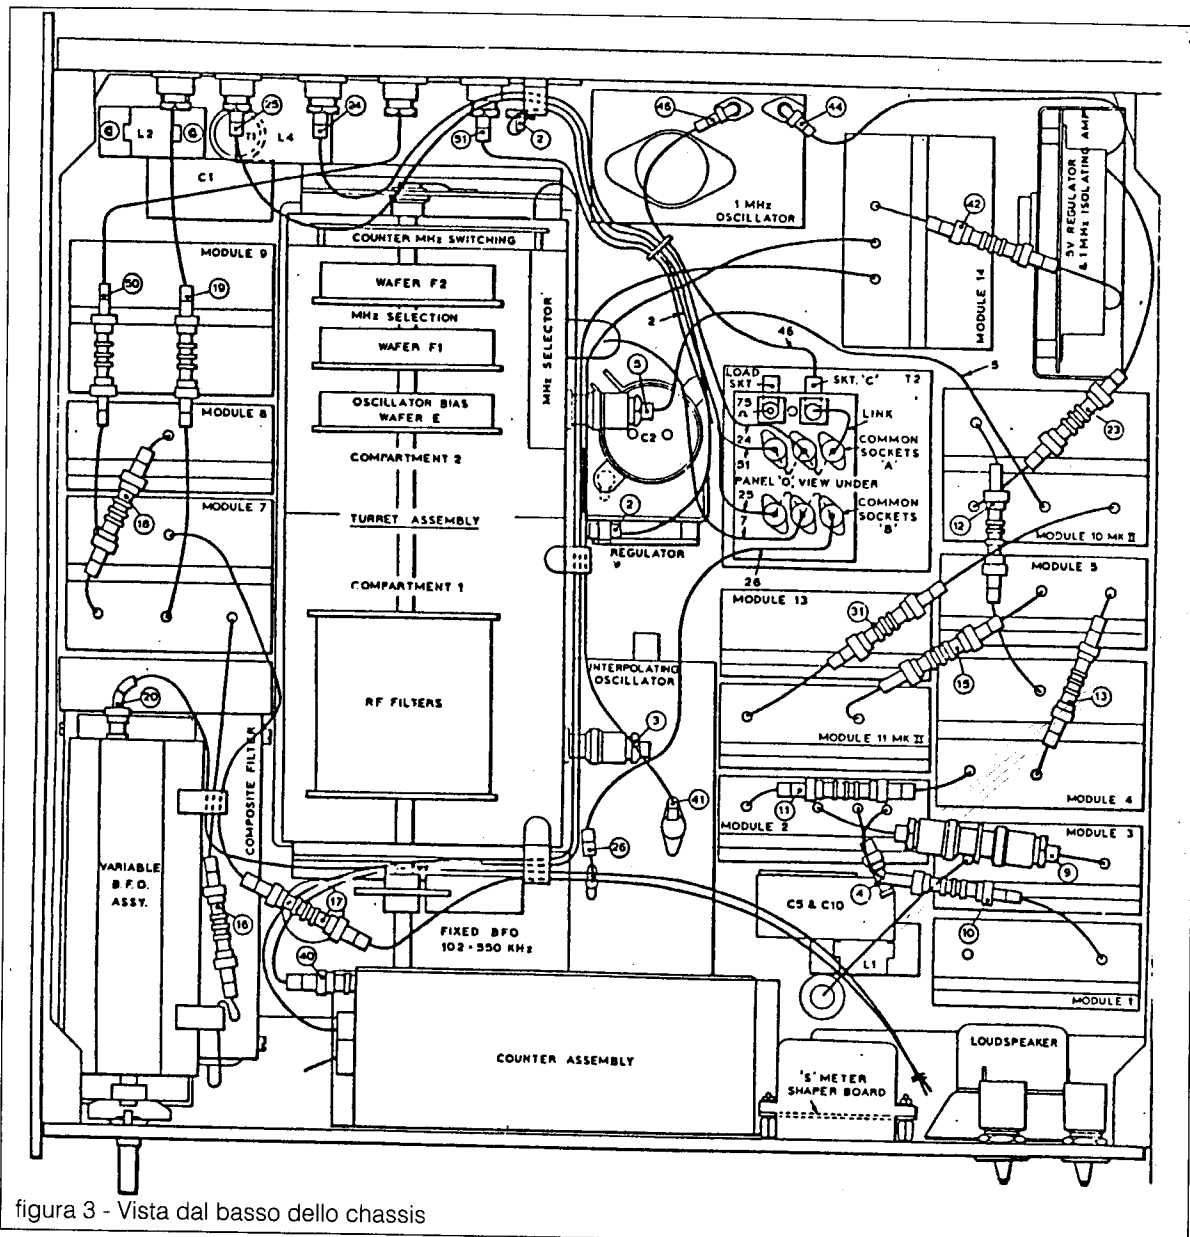 25
24
46
44
G
L2
G
T1
L4
51
2
C1
1 MHz
OSCILLATOR
42
5V REGULATOR
& 1 MHz ISOLATING AMP
COUNTER MHz SWITCHING
MODULE 9
WAFER F2
50
19
MHz SELECTION
2
46
MODULE 14
WAFER F1
MHz SELECTOR
5
5
LOAD
SKT
SKT. 'C'
T2
OSCILLATOR BIAS
WAFER E
75
Ω
LINK
MODULE 8
C2
24
COMMON
SOCKETS
'A'
23
COMPARTMENT 2
51
18
PANEL 'D' VIEW UNDER
MODULE 7
25
COMMON
SOCKETS
'B'
12
TURRET ASSEMBLY
2
7
MODULE 10 MK II
REGULATOR
26
MODULE 5
COMPARTMENT 1
MODULE 13
31
INTERPOLATING
OSCILLATOR
15
20
RF FILTERS
13
3
MODULE 11 MK II
COMPOSITE FILTER
41
11
MODULE 4
MODULE 2
MODULE 3
26
VARIABLE
B.F.O.
ASSY.
9
4
16
17
C5 & C10
FIXED BFO
102 - 550 KHz
10
40
L1
MODULE 1
COUNTER ASSEMBLY
LOUDSPEAKER
'S' METER
SHAPER BOARD
figura 3 - Vista dal basso dello chassis